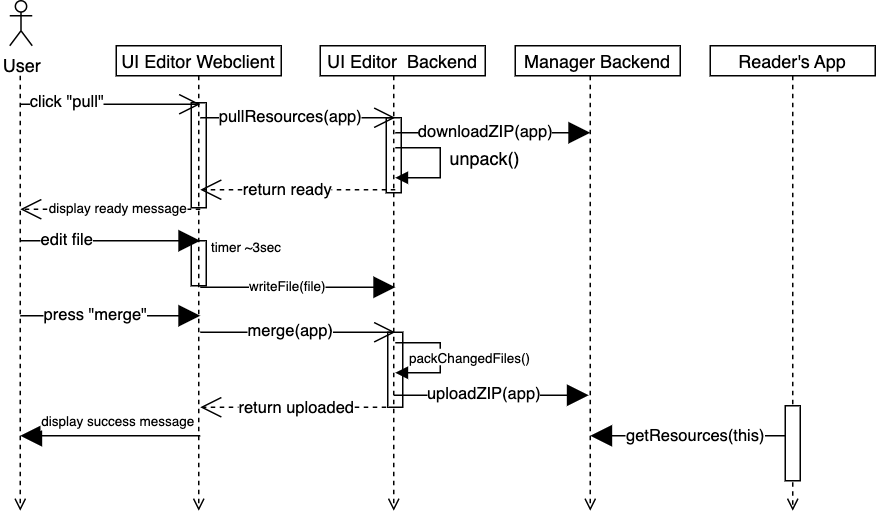 User
UI Editor Webclient
UI Editor Backend
Manager Backend
Reader's App
click "pull"
pullResources(app)
downloadZIP(app)
unpack()
return ready
display ready message
edit file
timer ~3sec
writeFile(file)
press "merge"
merge(app)
packChangedFiles()
uploadZIP(app)
return uploaded
display success message
getResources(this)